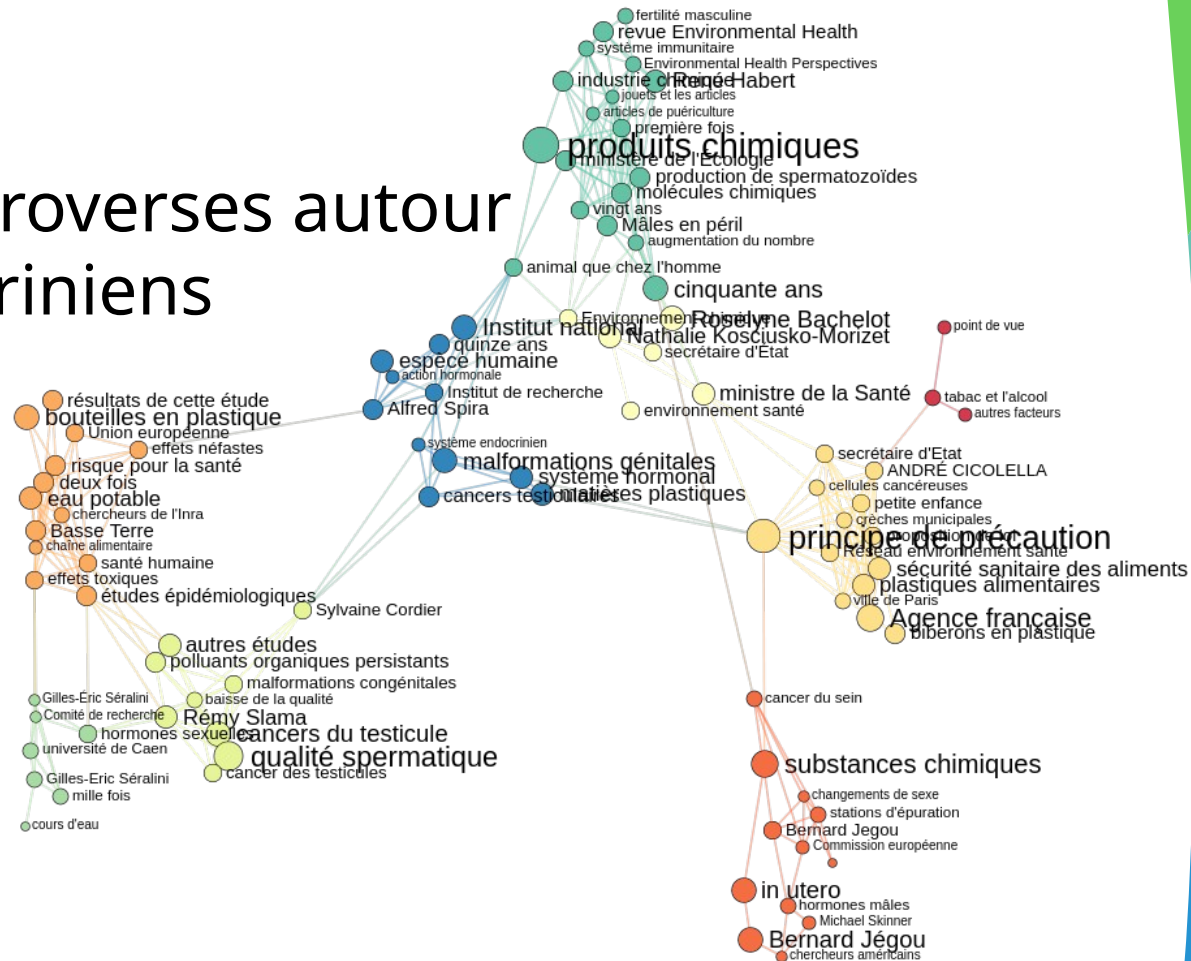 fertilité masculine
revue Environmental Health
système immunitaire
Environmental Health Perspectives
industrie chimique
René Habert
jouets et les articles
articles de puériculture
première fois
produits chimiques
ministère de l'Ecologie
production de spermatozoïdes
molécules chimiques
roverses autour
vingt ans
Mâles en péril
augmentation du nombre
animal que chez l'homme
riniens
cinquante ans
Environnement chimique
Roselyne Bachelot
Institut national
Nathalie Kosciusko-Morizet
point de vue
quinze ans
secrétaire d'État
espèce humaine
action hormonale
Institut de recherche
ministre de la Santé
tabac et l'alcool
résultats de cette étude
Alfred Spira
environnement santé
autres facteurs
bouteilles en plastique
Union européenne
système endocrinien
effets néfastes
secrétaire d'Etat
risque pour la santé
malformations génitales
ANDRÉ CICOLELLA
deux fois
système hormonal
cellules cancéreuses
eau potable
cancers testiculaires
matières plastiques
petite enfance
chercheurs de l'Inra
crèches municipales
Basse Terre
proposition de loi
principe de précaution
chaîne alimentaire
Réseau environnement santé
santé humaine
sécurité sanitaire des aliments
effets toxiques
plastiques alimentaires
études épidémiologiques
ville de Paris
Sylvaine Cordier
Agence française
biberons en plastique
autres études
polluants organiques persistants
malformations congénitales
Gilles-Éric Séralini
baisse de la qualité
cancer du sein
Comité de recherche
Rémy Slama
hormones sexuelles
cancers du testicule
université de Caen
qualité spermatique
substances chimiques
cancer des testicules
Gilles-Eric Séralini
mille fois
changements de sexe
stations d'épuration
cours d'eau
Bernard Jegou
Commission européenne
in utero
hormones mâles
Michael Skinner
Bernard Jégou
chercheurs américains